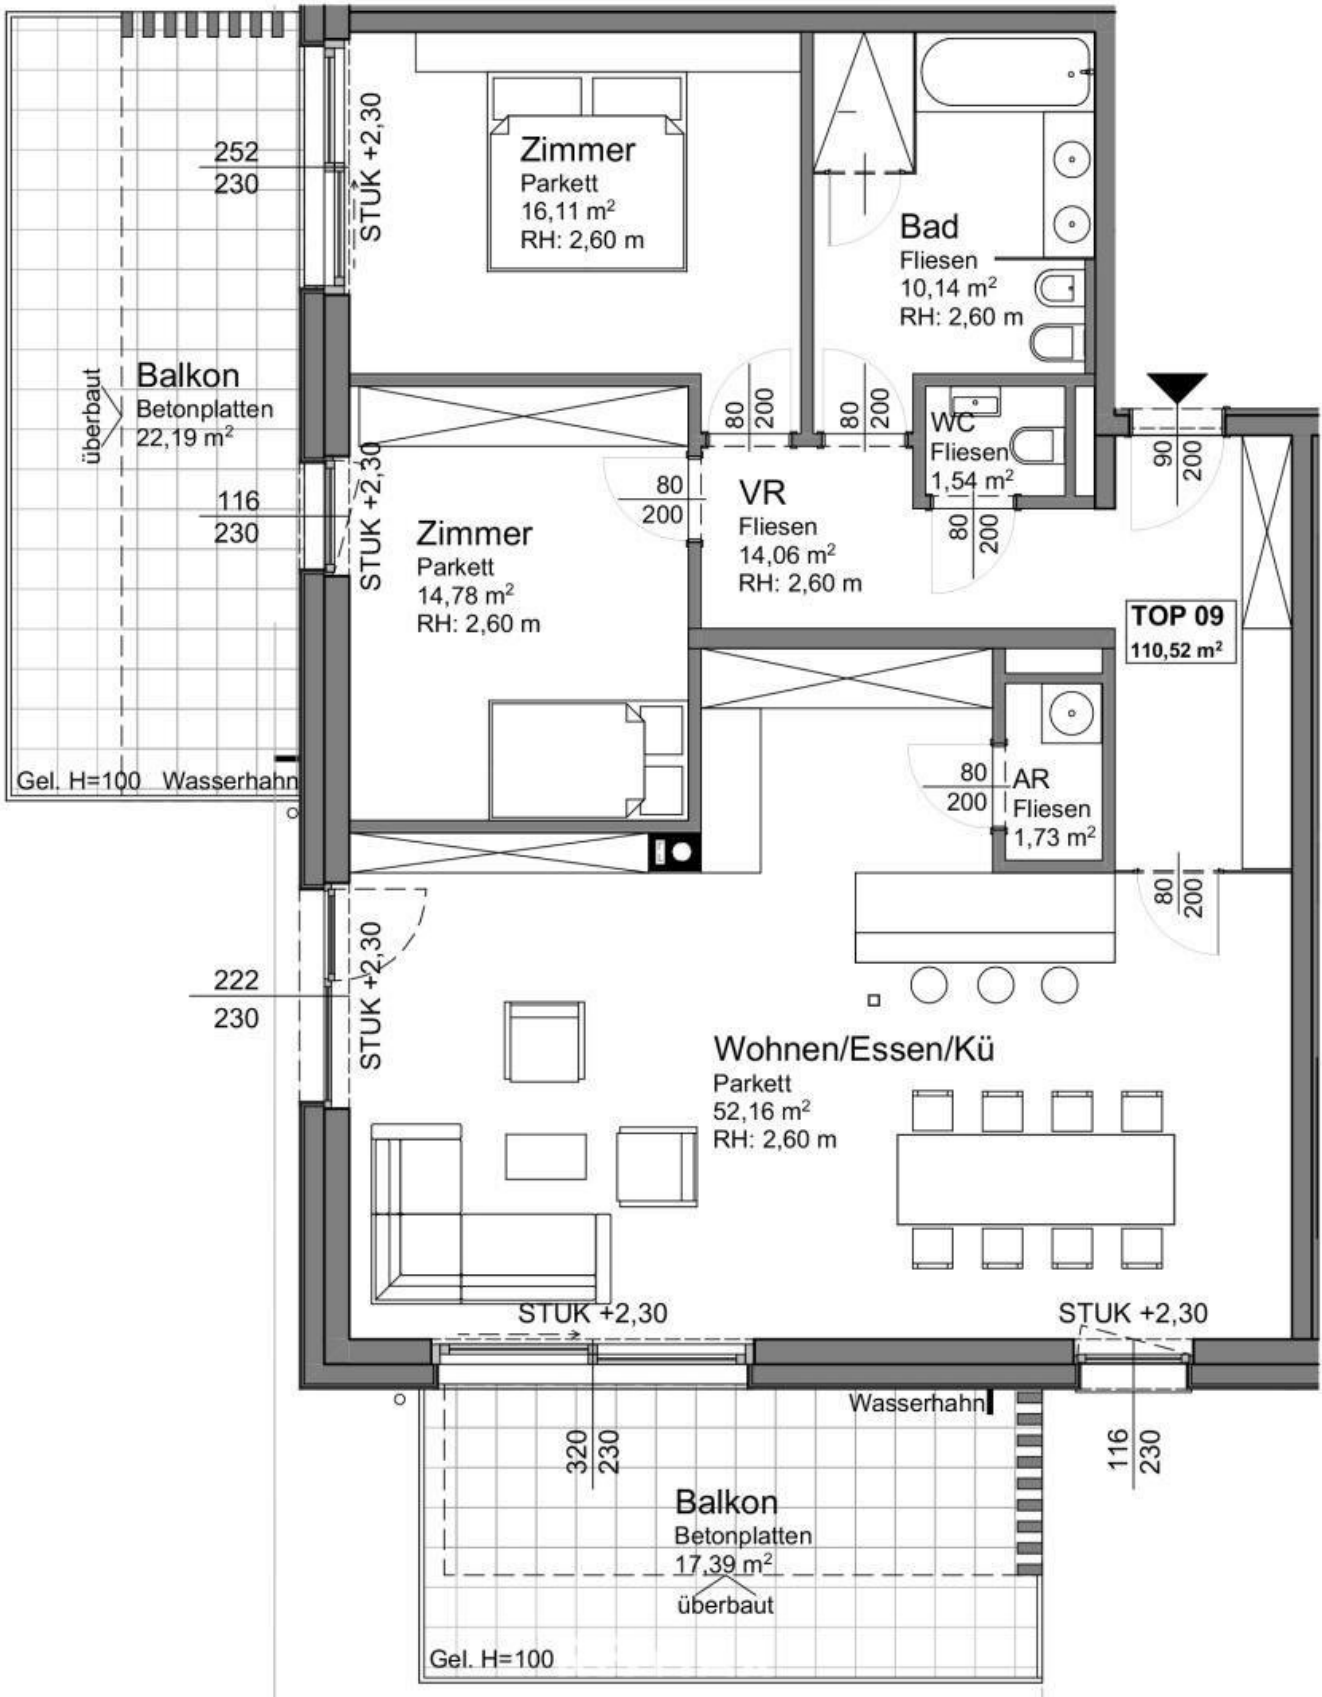 252
230
STUK +2,30
Zimmer
Parkett
16,11 m²
RH: 2,60 m
Bad
Fliesen
10,14 m²
RH: 2,60 m
Balkon
Betonplatten
22,19 m²
überbaut
80
200
80
200
WC
Fliesen
1,54 m²
90
200
116
230
STUK +2,30
Zimmer
Parkett
14,78 m²
RH: 2,60 m
80
200
VR
Fliesen
14,06 m²
RH: 2,60 m
80
200
TOP 09
110,52 m²
Gel. H=100 Wasserhahn
80
200
AR
Fliesen
1,73 m²
80
200
222
230
STUK +2,30
Wohnen/Essen/Kü
Parkett
52,16 m²
RH: 2,60 m
STUK +2,30
STUK +2,30
Wasserhahn
320
230
116
230
Balkon
Betonplatten
17,39 m²
überbaut
Gel. H=100